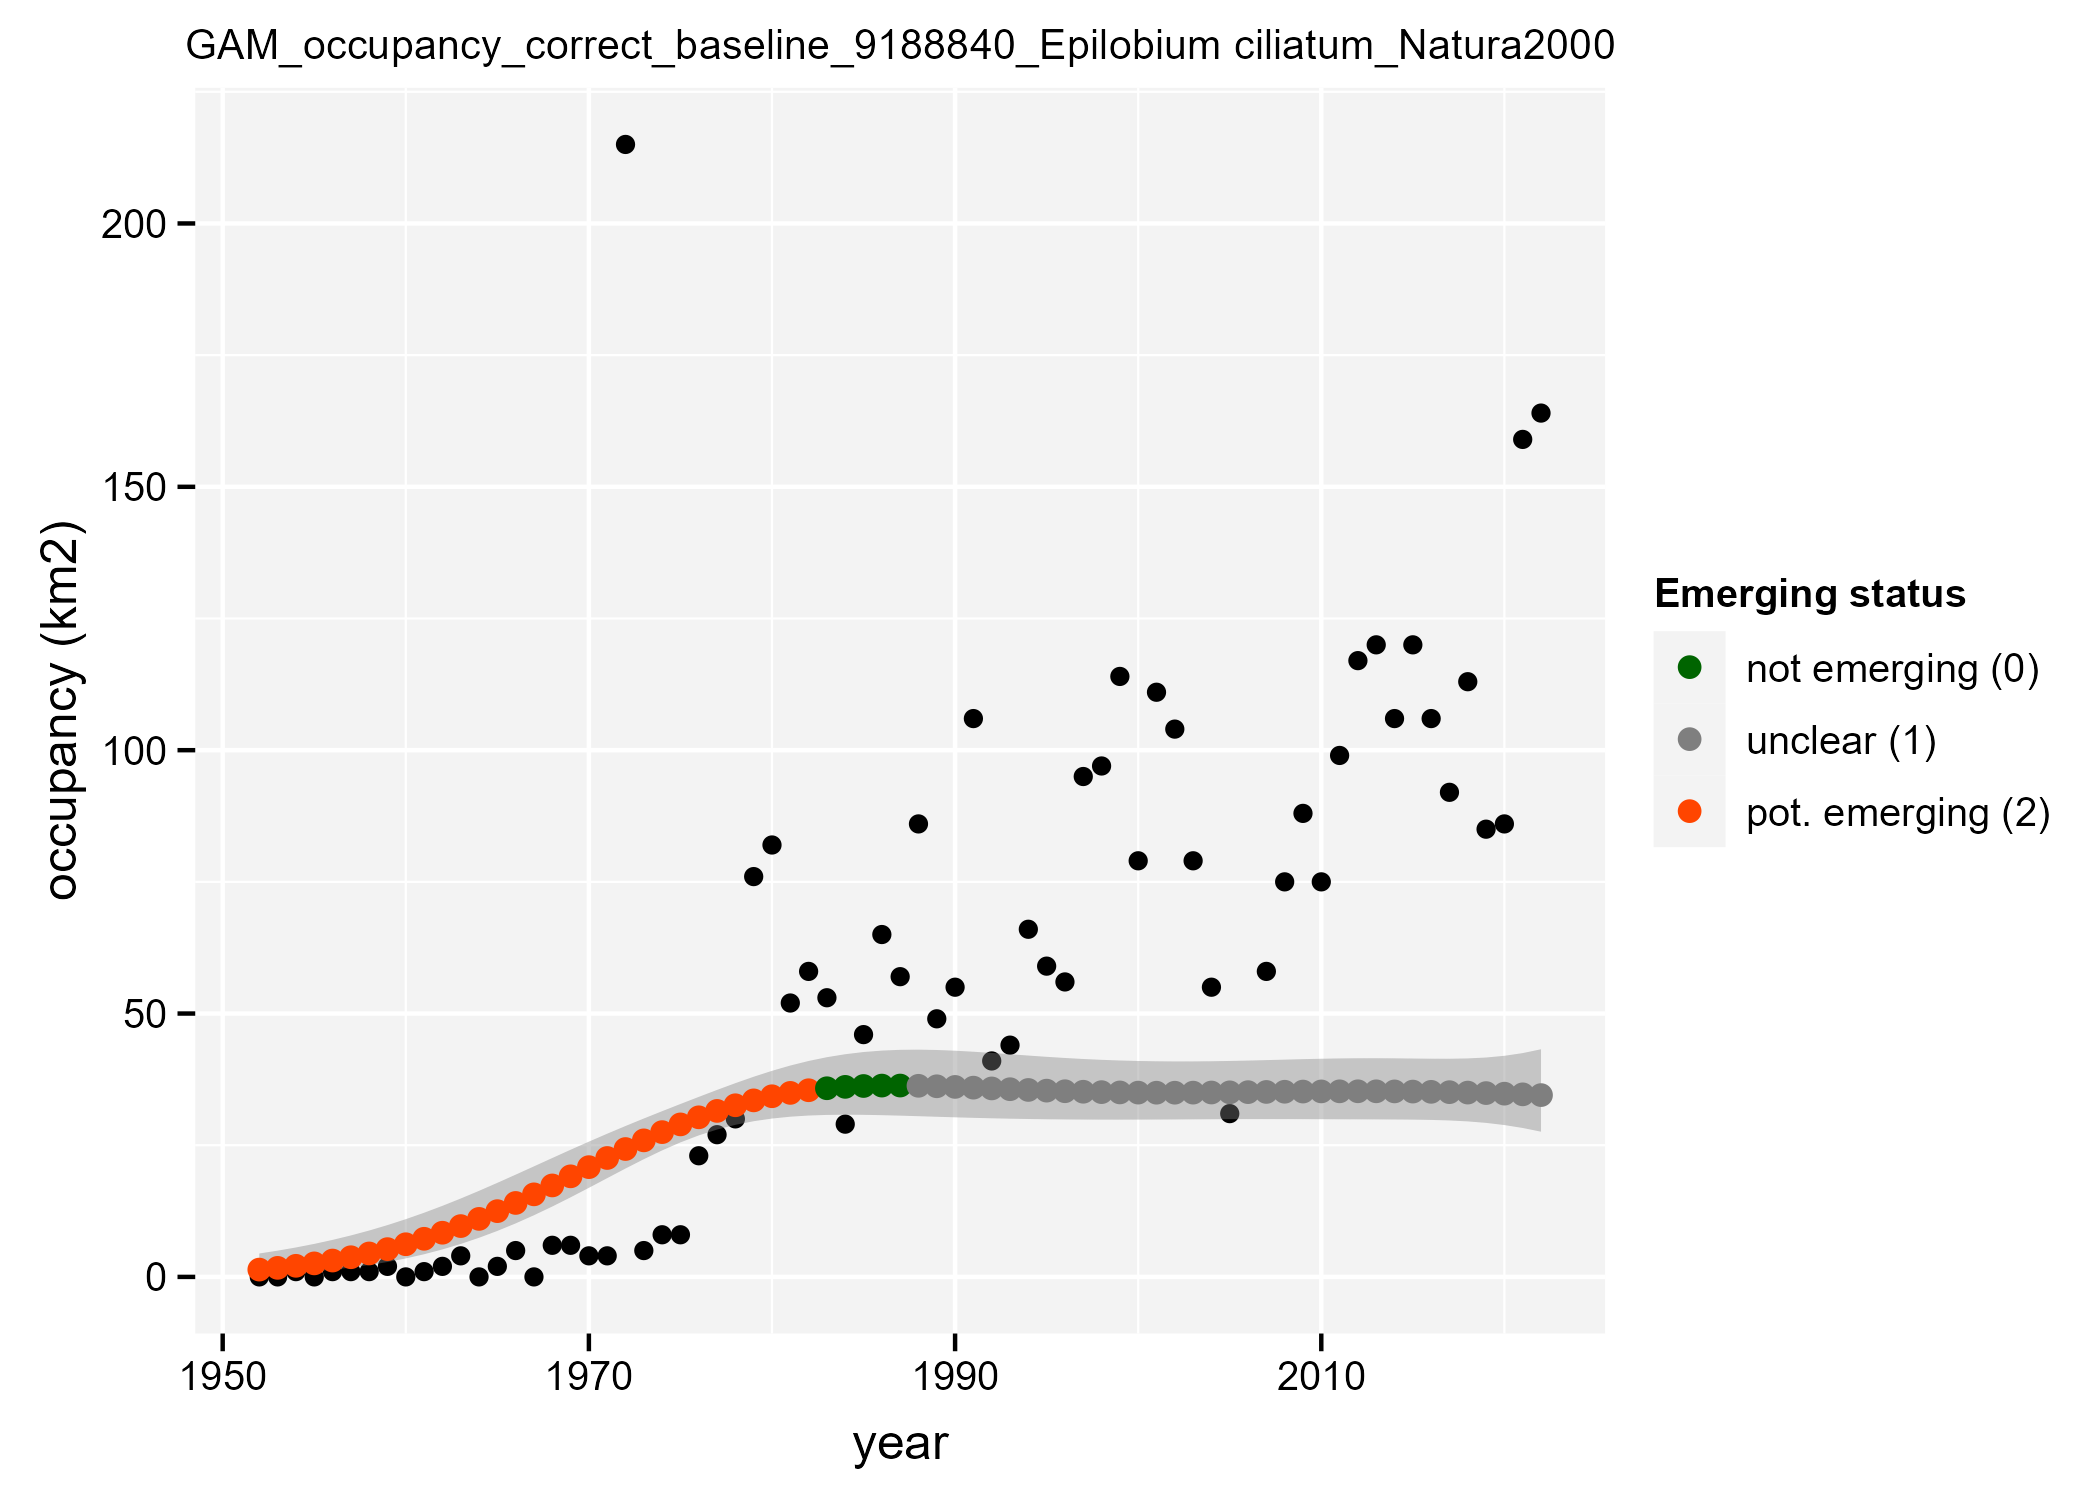 GAM_occupancy_correct_baseline_9188840_Epilobium ciliatum_Natura2000
occupancy (km2)
200
150
100
50
0
1950
1970
1990
2010
year
Emerging status
not emerging (0)
unclear (1)
pot. emerging (2)